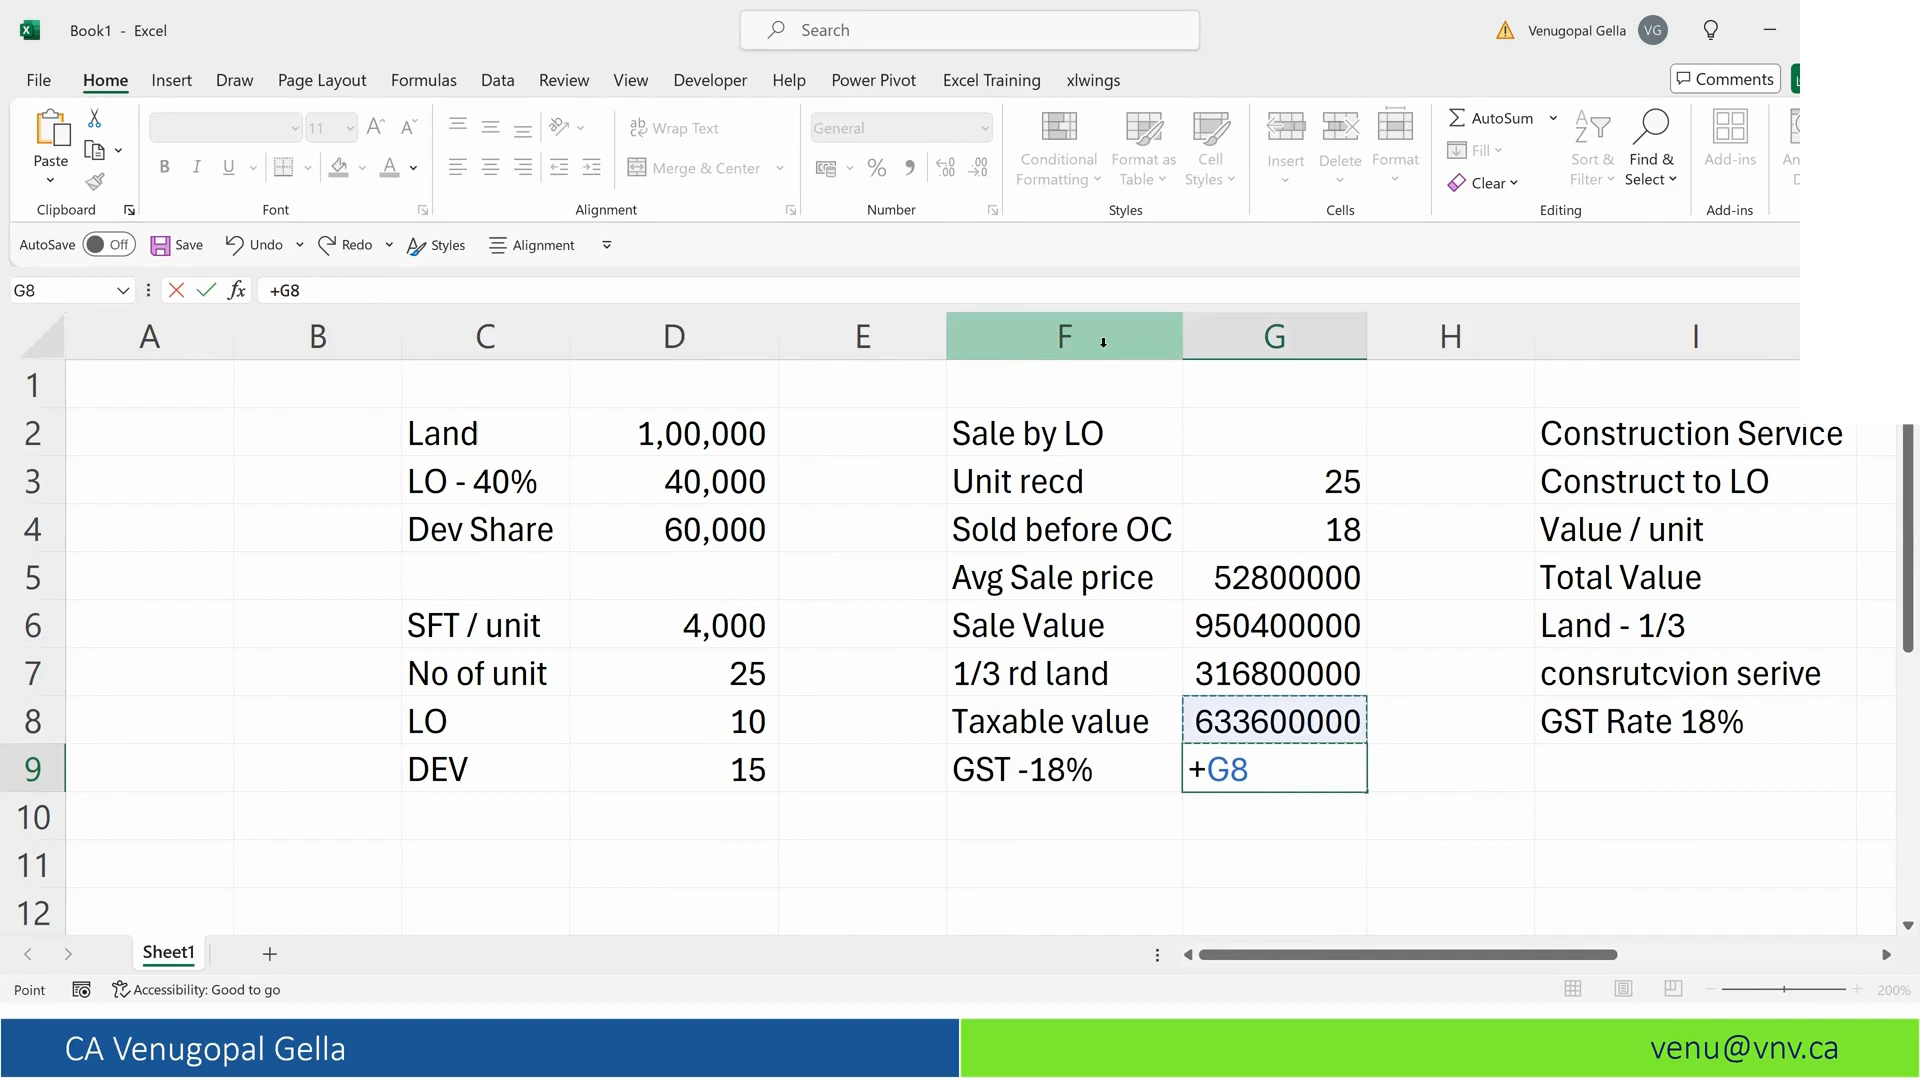 Book1 - Excel
Search
Venugopal Gella VG
File Home Insert Draw Page Layout Formulas Data Review View Developer Help Power Pivot Excel Training xlwings
Comments
Paste
Clipboard
11
B I U A
Font
Wrap Text
Merge & Center
Alignment
General
Number
Conditional Formatting
Format as Table
Cell Styles
Styles
Insert Delete Format
Cells
AutoSum
Fill
Clear
Sort & Filter
Find & Select
Editing
Add-ins
Add-ins
AutoSave Off Save Undo Redo Styles Alignment
G8 fx +G8
A B C D E F G H I
1
2 Land 1,00,000 Sale by LO Construction Service
3 LO - 40% 40,000 Unit recd 25 Construct to LO
4 Dev Share 60,000 Sold before OC 18 Value / unit
5 Avg Sale price 52800000 Total Value
6 SFT / unit 4,000 Sale Value 950400000 Land - 1/3
7 No of unit 25 1/3 rd land 316800000 consrutcvion serive
8 LO 10 Taxable value 633600000 GST Rate 18%
9 DEV 15 GST -18% +G8
10
11
12
Sheet1
Point Accessibility: Good to go 200%
CA Venugopal Gella venu@vnv.ca